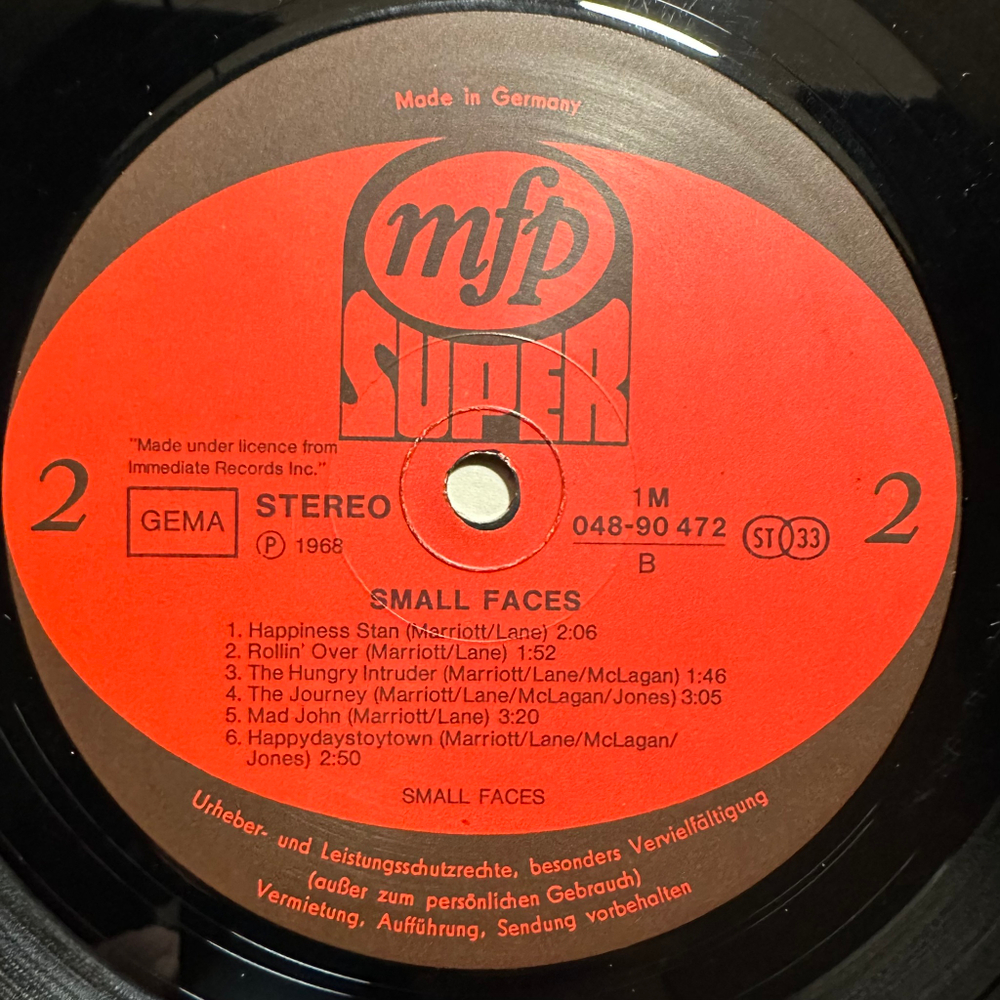 Made in Germany
mfp
SUPER
"Made under licence from
Immediate Records Inc."
2
GEMA
STEREO
Ⓟ 1968
1M
048-90 472
B
ST 33
2
SMALL FACES
1. Happiness Stan (Marriott/Lane) 2:06
2. Rollin' Over (Marriott/Lane) 1:52
3. The Hungry Intruder (Marriott/Lane/McLagan) 1:46
4. The Journey (Marriott/Lane/McLagan/Jones) 3:05
5. Mad John (Marriott/Lane) 3:20
6. Happydaystoytown (Marriott/Lane/McLagan/
Jones) 2:50
SMALL FACES
Urheber- und Leistungsschutzrechte, besonders Vervielfältigung
(außer zum persönlichen Gebrauch)
Vermietung, Aufführung, Sendung vorbehalten